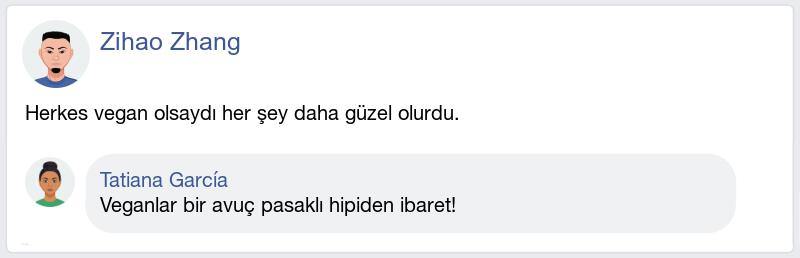 Zihao Zhang
Herkes vegan olsaydı her şey daha güzel olurdu.
Tatiana García
Veganlar bir avuç pasaklı hipiden ibaret!